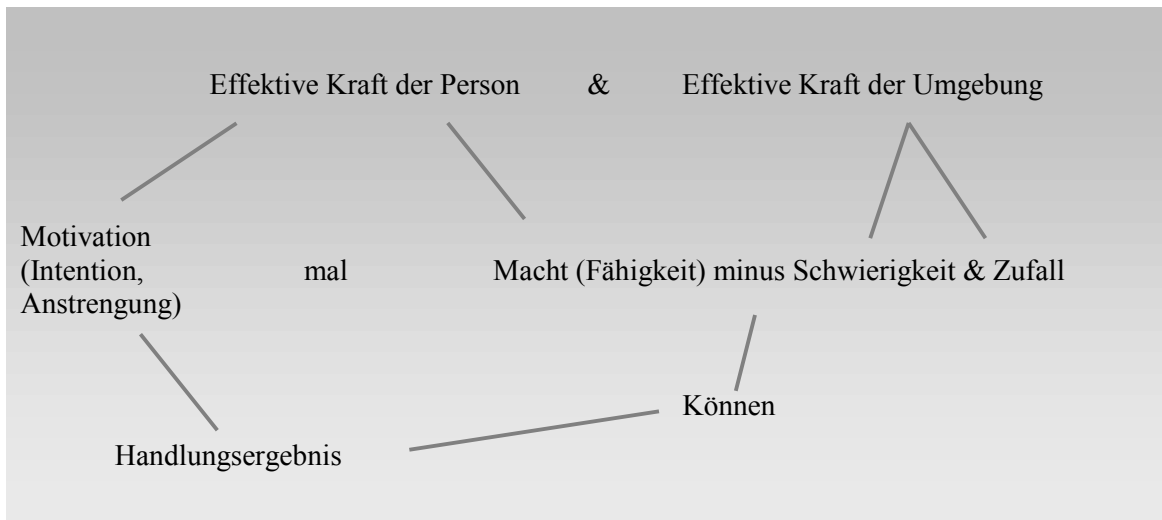 Effektive Kraft der Person & Effektive Kraft der Umgebung
Motivation
(Intention, mal Macht (Fähigkeit) minus Schwierigkeit & Zufall
Anstrengung)
Können
Handlungsergebnis